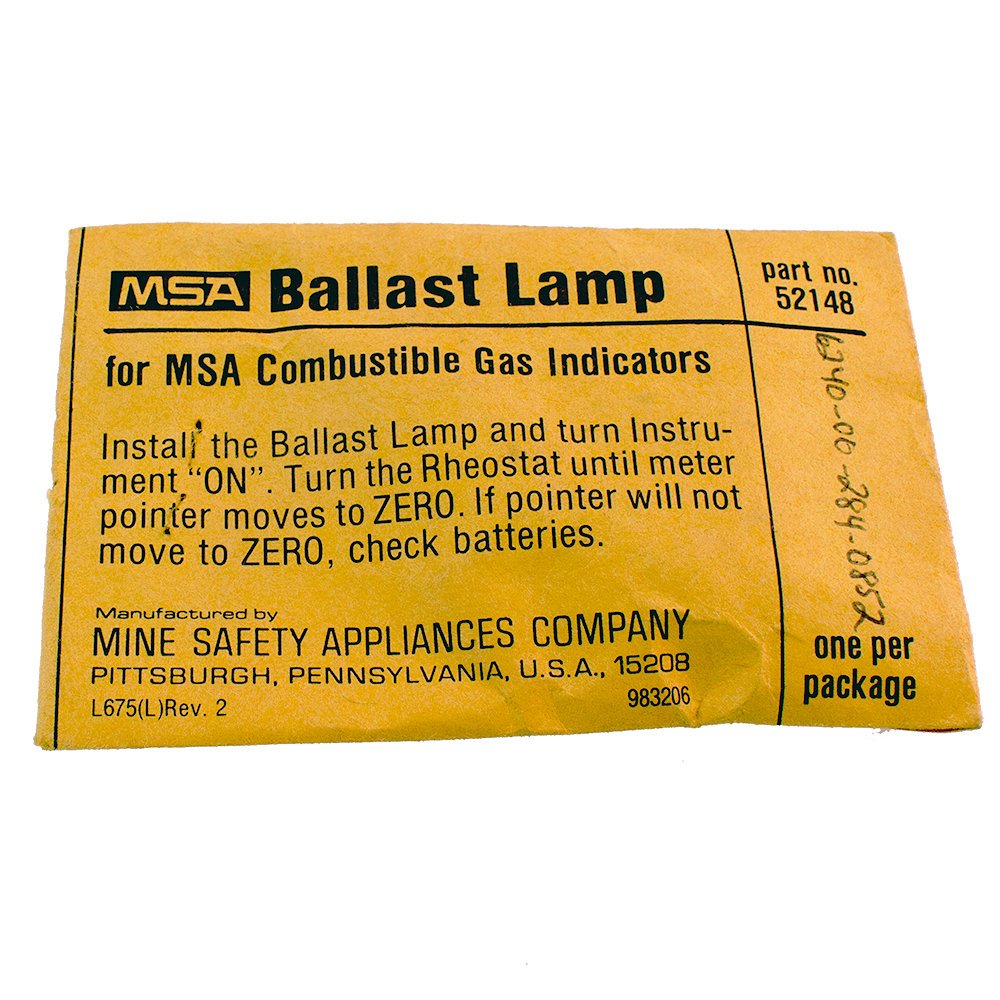 MSA Ballast Lamp
for MSA Combustible Gas Indicators
Install the Ballast Lamp and turn Instru-
ment "ON". Turn the Rheostat until meter
pointer moves to ZERO. If pointer will not
move to ZERO, check batteries.
Manufactured by
MINE SAFETY APPLIANCES COMPANY
PITTSBURGH, PENNSYLVANIA, U.S.A., 15208
L675(L)Rev. 2
983206
part no.
52148
6240-00-284-0852
one per
package